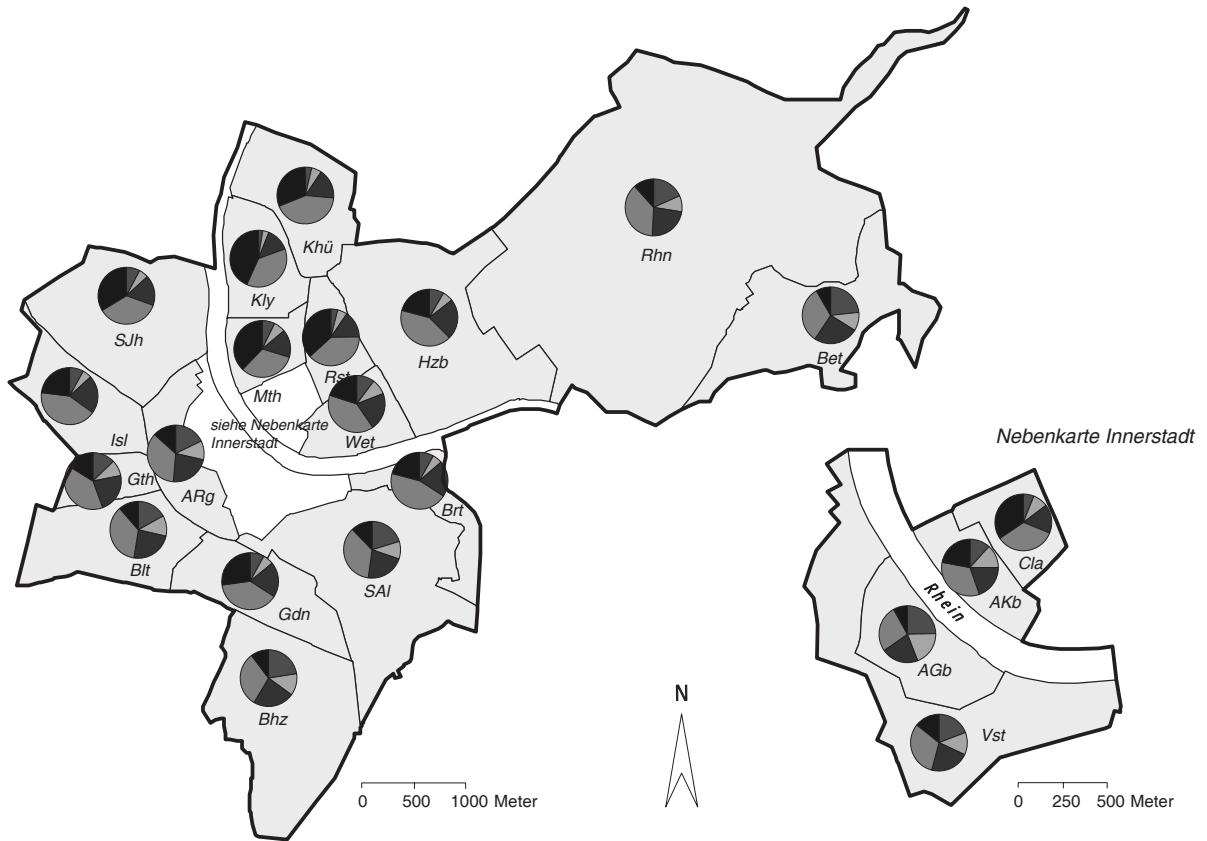 Khü
Rhn
Kly
SJh
Bet
Rst
Hzb
Mth
siehe Nebenkarte
Innerstadt
Wet
Isl
Nebenkarte Innerstadt
Gth
ARg
Brt
Cla
Blt
SAl
Rhein
AKb
Gdn
AGb
Bhz
N
Vst
0 500 1000 Meter
0 250 500 Meter